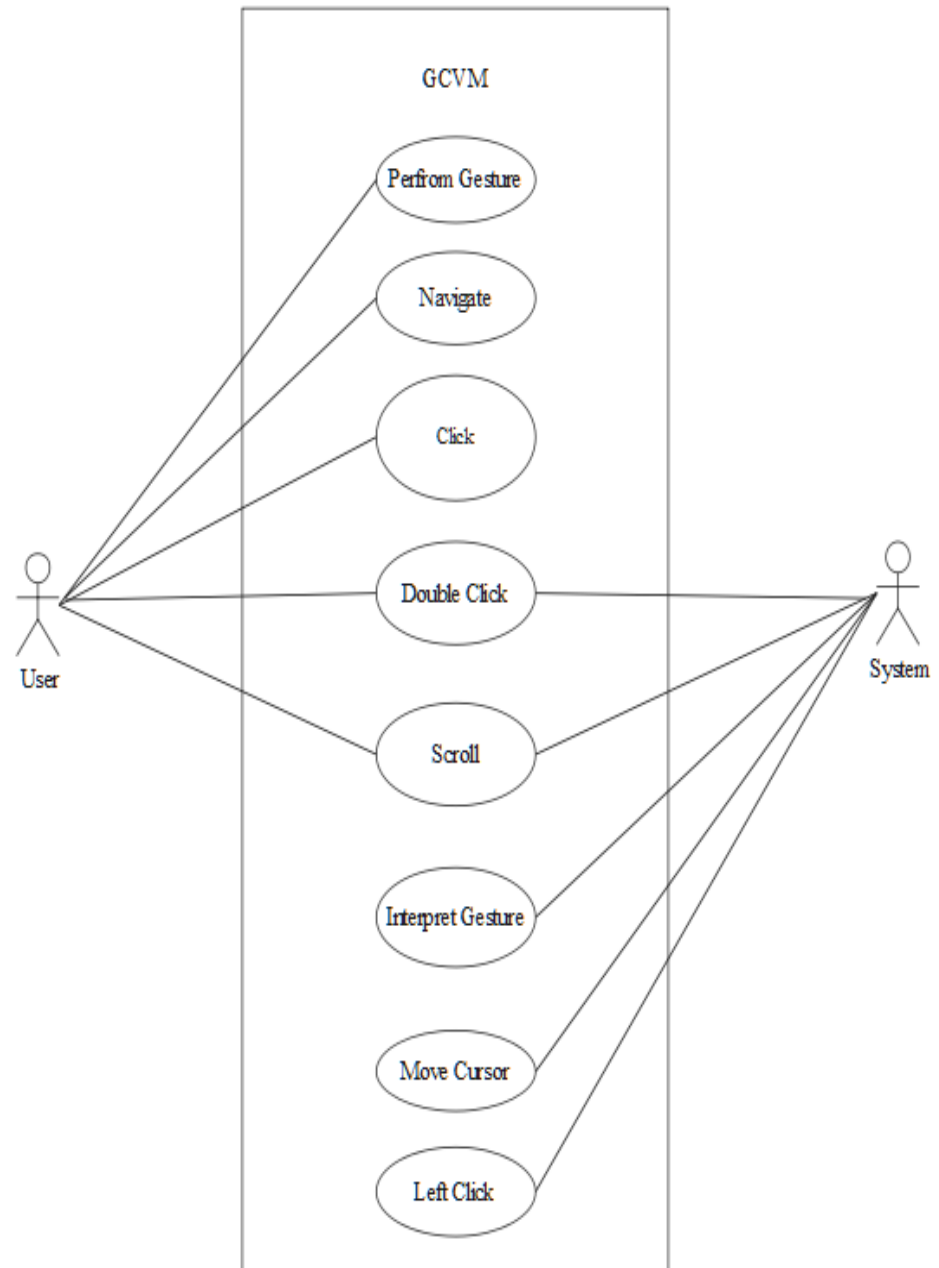 GCVM
Perfrom Gesture
Navigate
Click
Double Click
User
System
Scroll
Interpret Gesture
Move Cursor
Left Click